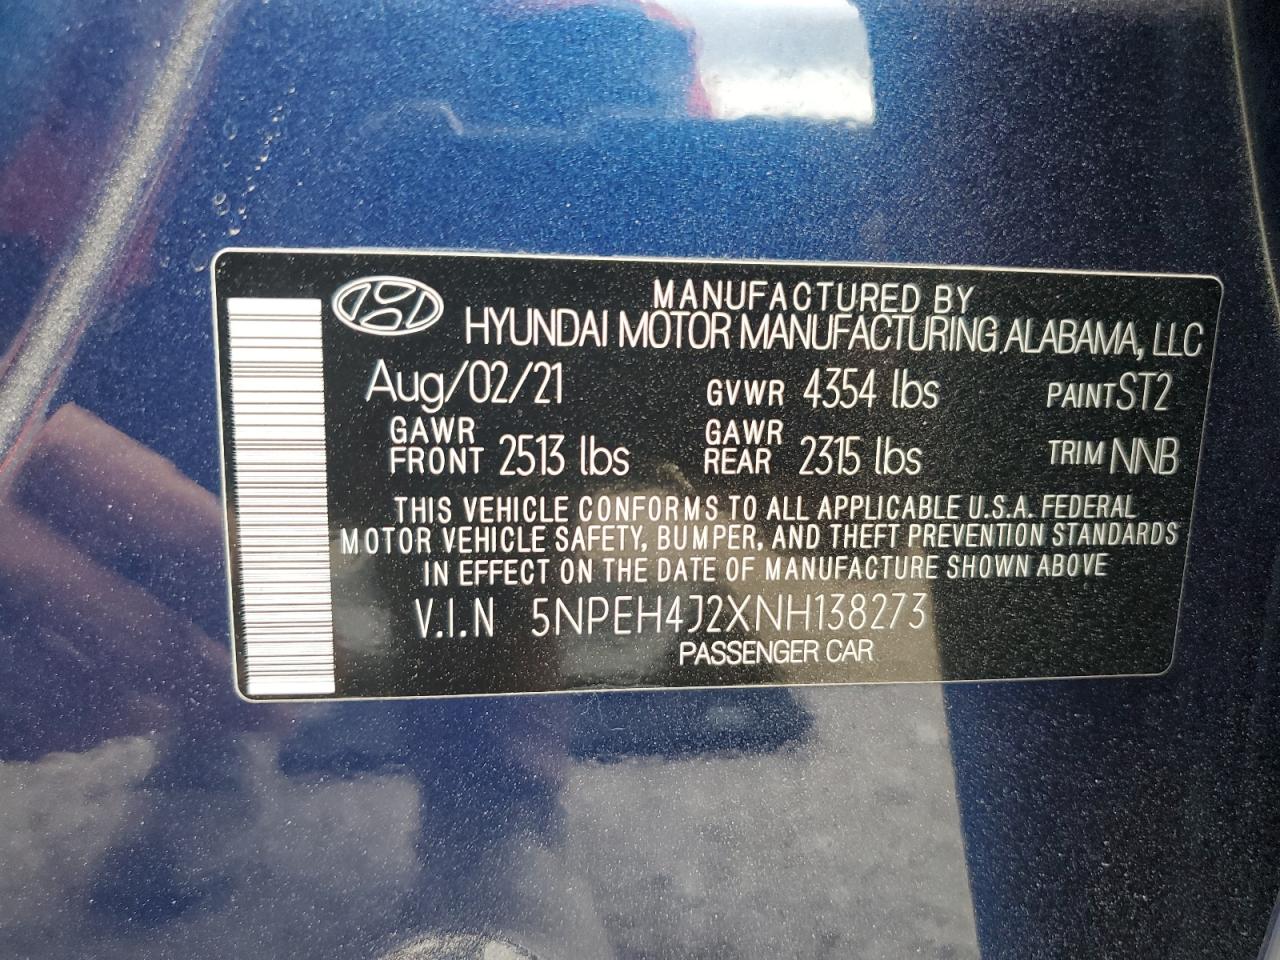 MANUFACTURED BY
HYUNDAI MOTOR MANUFACTURING ALABAMA, LLC
Aug/02/21 GVWR 4354 lbs PAINT ST2
GAWR FRONT 2513 lbs GAWR REAR 2315 lbs TRIM NNB
THIS VEHICLE CONFORMS TO ALL APPLICABLE U.S.A. FEDERAL
MOTOR VEHICLE SAFETY, BUMPER, AND THEFT PREVENTION STANDARDS
IN EFFECT ON THE DATE OF MANUFACTURE SHOWN ABOVE
V.I.N 5NPEH4J2XNH138273
PASSENGER CAR